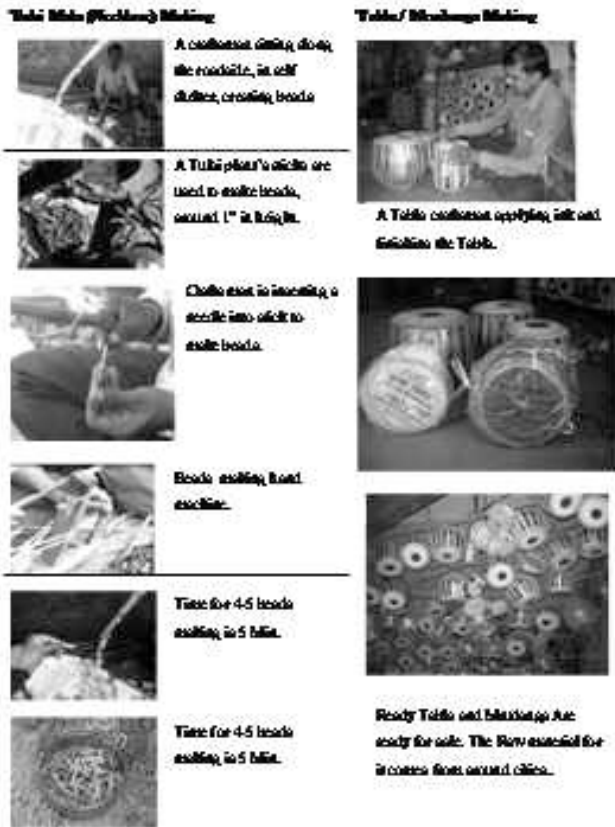 Tulsi Mala (Necklace) Making
A craftsman sitting along
the roadside, in self
creating beads
A Tulsi plant's sticks are
used to make beads,
around 1" in height.
Craftsman is inserting a
needle into stick to
make beads.
Beads making hand
machine.
Time for 4-5 beads
making is 5 Min.
Time for 4-5 beads
making is 5 Min.
Tabla / Mrudanga Making
A Tabla craftsman applying ink and
finishing the Tabla.
Ready Tabla and Mrudanga Are
ready for sale. The Raw material for
it comes from around cities.